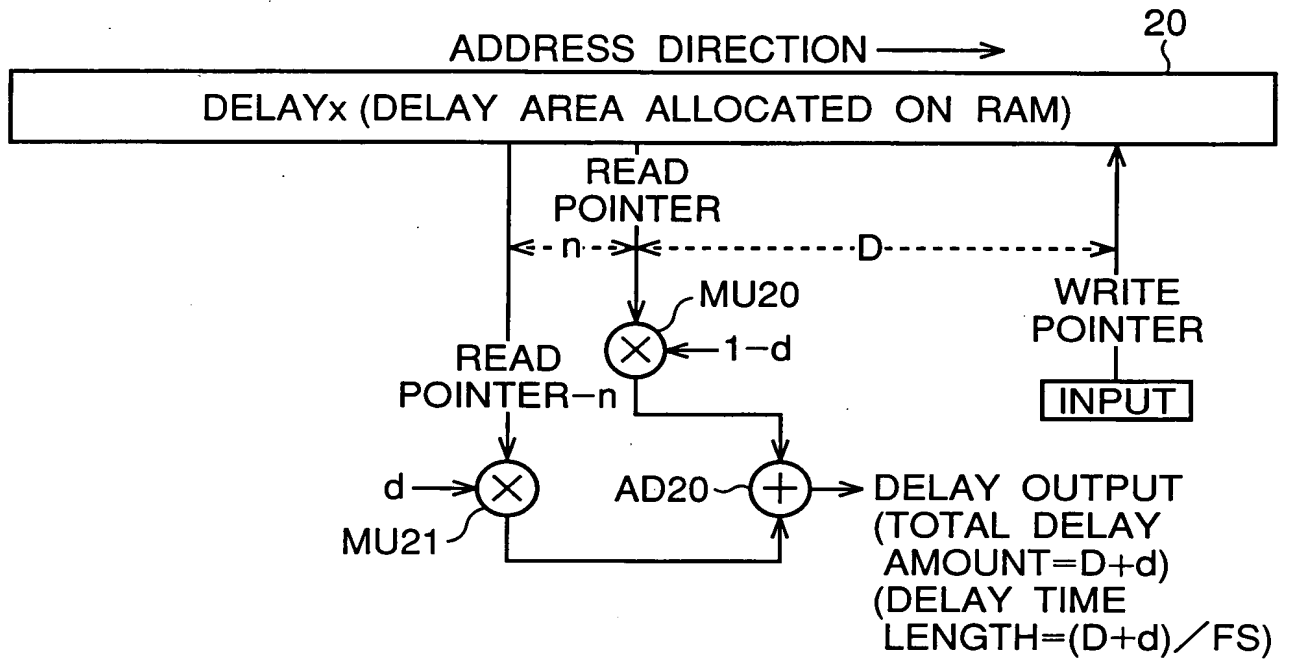 20
ADDRESS DIRECTION
DELAYx (DELAY AREA ALLOCATED ON RAM)
READ
POINTER
n
D
MU20
WRITE
POINTER
1-d
READ
POINTER-n
INPUT
d
MU21
AD20
DELAY OUTPUT
(TOTAL DELAY
AMOUNT=D+d)
(DELAY TIME
LENGTH=(D+d)/FS)